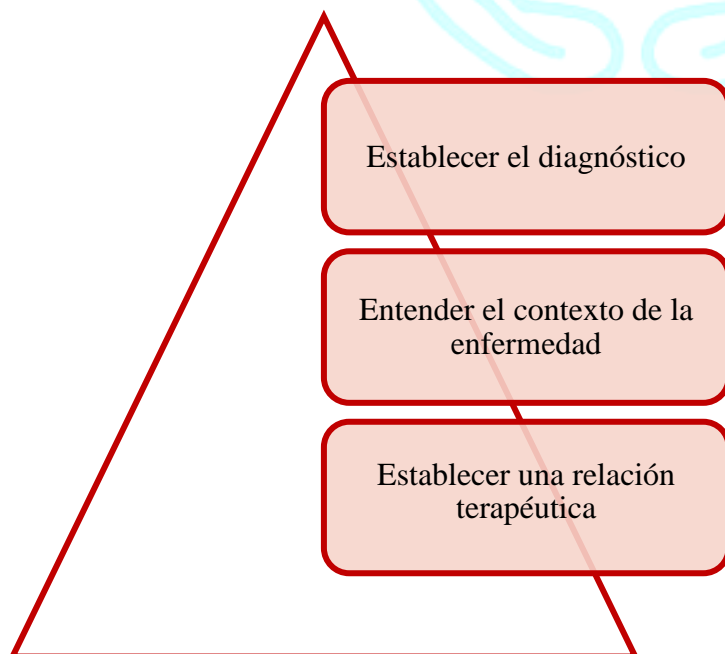 Establecer el diagnóstico
Entender el contexto de la
enfermedad
Establecer una relación
terapéutica